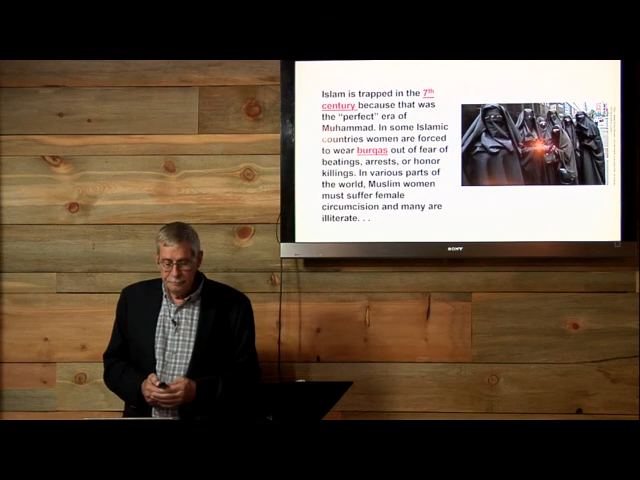 Islam is trapped in the 7th
century because that was
the “perfect” era of
Muhammad. In some Islamic
countries women are forced
to wear burqas out of fear of
beatings, arrests, or honor
killings. In various parts of
the world, Muslim women
must suffer female
circumcision and many are
illiterate. . .
SONY